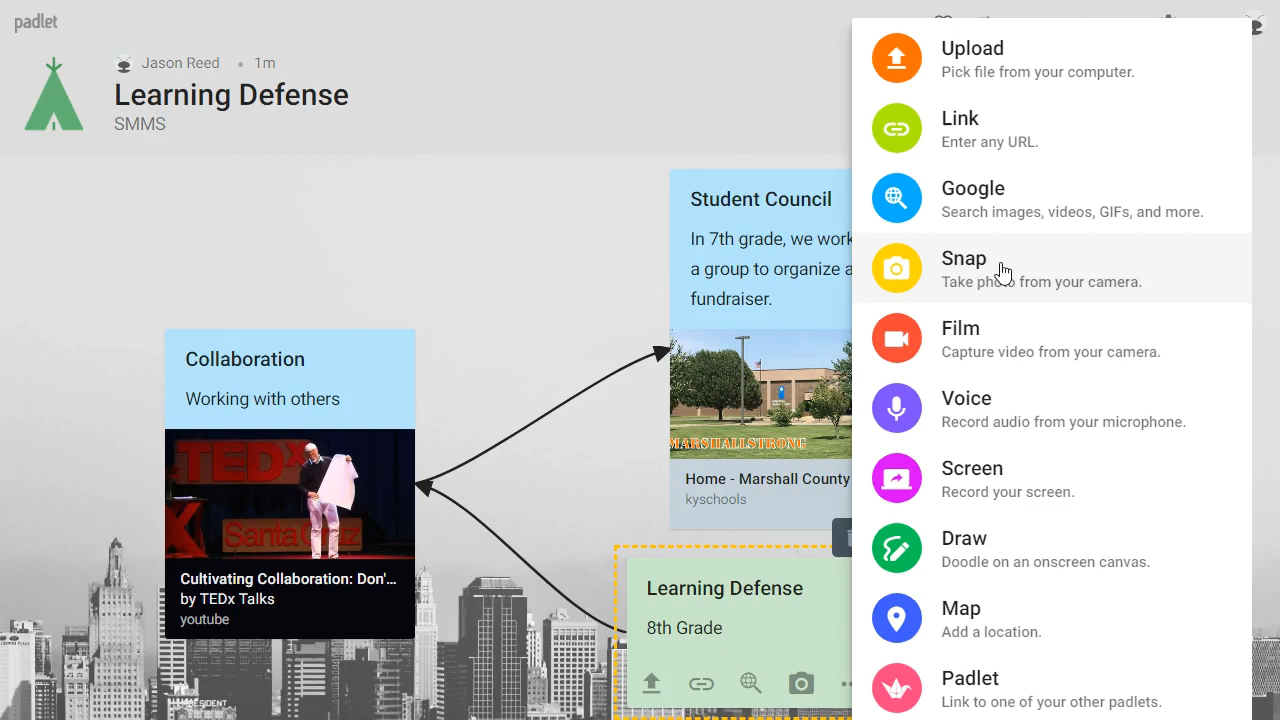 padlet
Jason Reed • 1m
Learning Defense
SMMS
Student Council
In 7th grade, we work
a group to organize a
fundraiser.
MARSHALLSTRONG
Home - Marshall County
kyschools
Collaboration
Working with others
TEDx
Santa Cruz
Cultivating Collaboration: Don'...
by TEDx Talks
youtube
Learning Defense
8th Grade
Upload
Pick file from your computer.
Link
Enter any URL.
Google
Search images, videos, GIFs, and more.
Snap
Take photo from your camera.
Film
Capture video from your camera.
Voice
Record audio from your microphone.
Screen
Record your screen.
Draw
Doodle on an onscreen canvas.
Map
Add a location.
Padlet
Link to one of your other padlets.